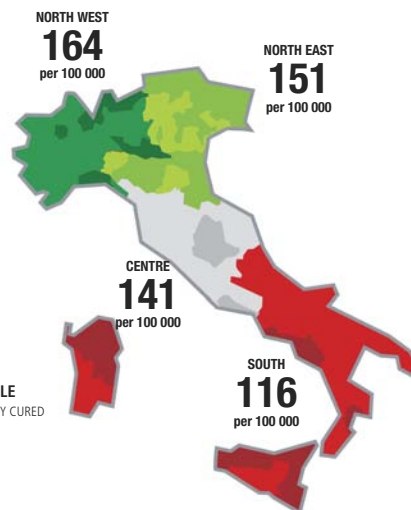 NORTH WEST
164
per 100 000
NORTH EAST
151
per 100 000
CENTRE
141
per 100 000
SOUTH
116
per 100 000
LE
Y CURED